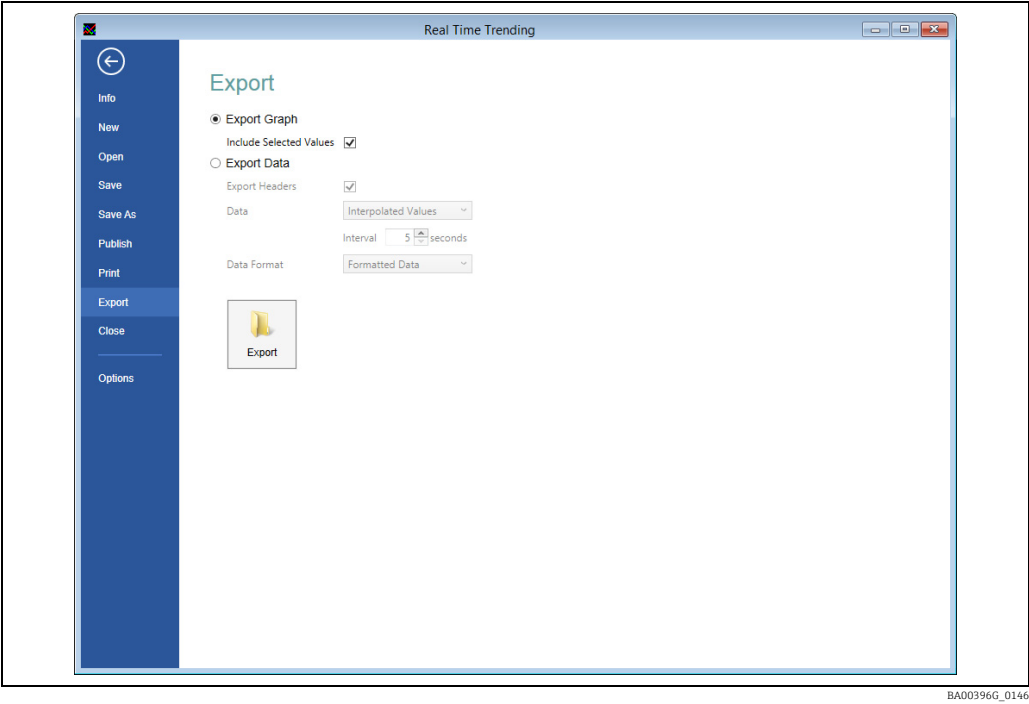 Real Time Trending
Info
New
Open
Save
Save As
Publish
Print
Export
Close
Options
Export
Export Graph
Include Selected Values
Export Data
Export Headers
Data
Interpolated Values
Interval 5 seconds
Data Format
Formatted Data
Export
BA00396G_0146